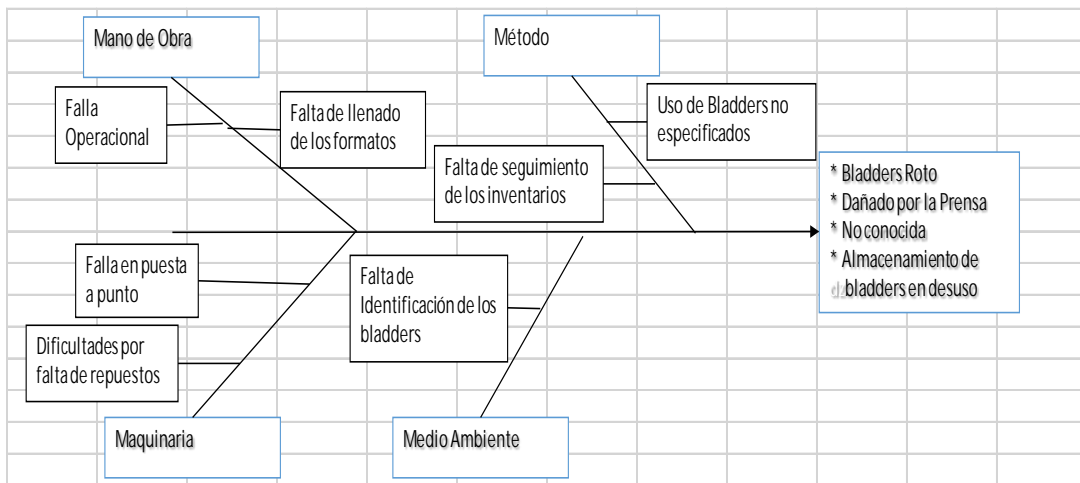 Mano de Obra
Método
Falla
Operacional
Falta de llenado
de los formatos
Uso de Bladders no
especificados
Falta de seguimiento
de los inventarios
* Bladders Roto
* Dañado por la Prensa
* No conocida
* Almacenamiento de
bladders en desuso
Falla en puesta
a punto
Falta de
Identificación de los
bladders
Dificultades por
falta de repuestos
Maquinaria
Medio Ambiente